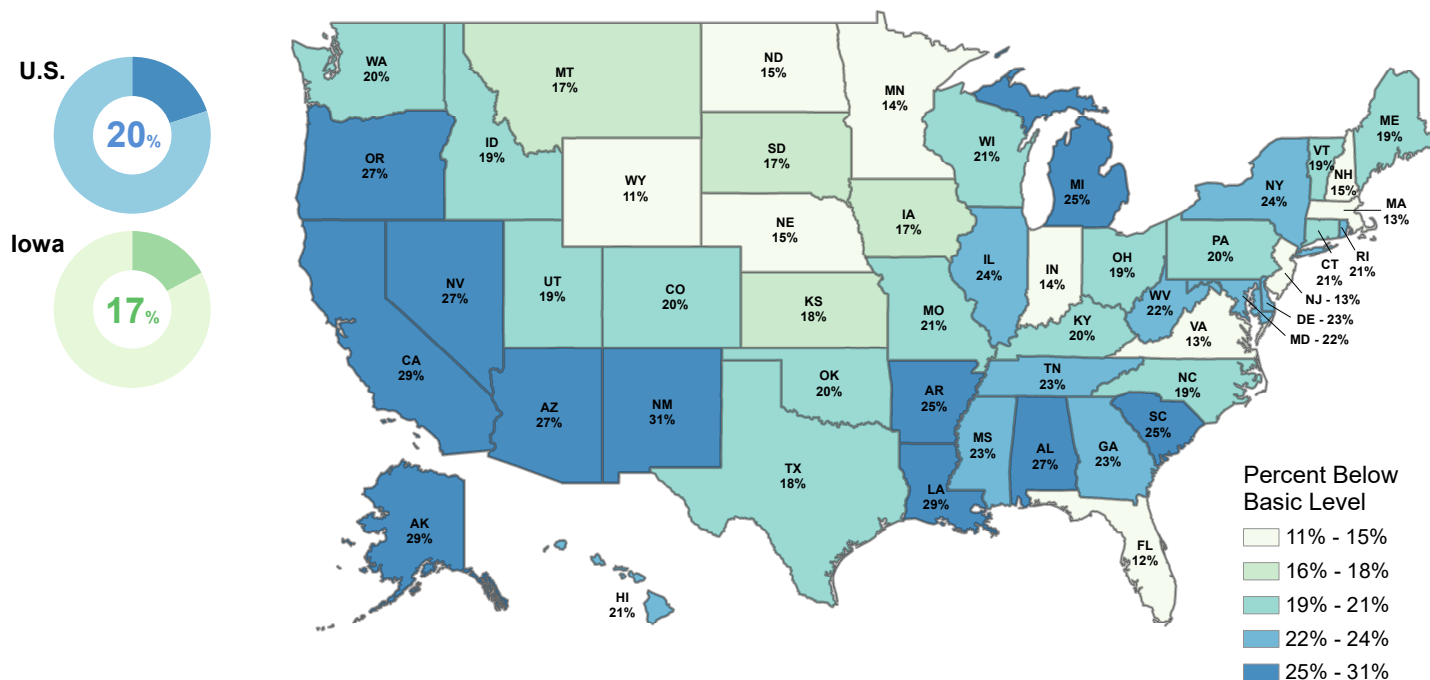 U.S.
20%
Iowa
17%
WA
20%
OR
27%
CA
29%
NV
27%
ID
19%
MT
17%
WY
11%
UT
19%
CO
20%
AZ
27%
NM
31%
ND
15%
SD
17%
NE
15%
KS
18%
OK
20%
TX
18%
MN
14%
IA
17%
MO
21%
AR
25%
LA
29%
WI
21%
IL
24%
MI
25%
IN
14%
OH
19%
KY
20%
TN
23%
MS
23%
AL
27%
GA
23%
FL
12%
SC
25%
NC
19%
VA
13%
WV
22%
PA
20%
NY
24%
VT
19%
NH
15%
ME
19%
MA
13%
RI
21%
CT
21%
NJ - 13%
DE - 23%
MD - 22%
AK
29%
HI
21%
Percent Below
Basic Level
11% - 15%
16% - 18%
19% - 21%
22% - 24%
25% - 31%